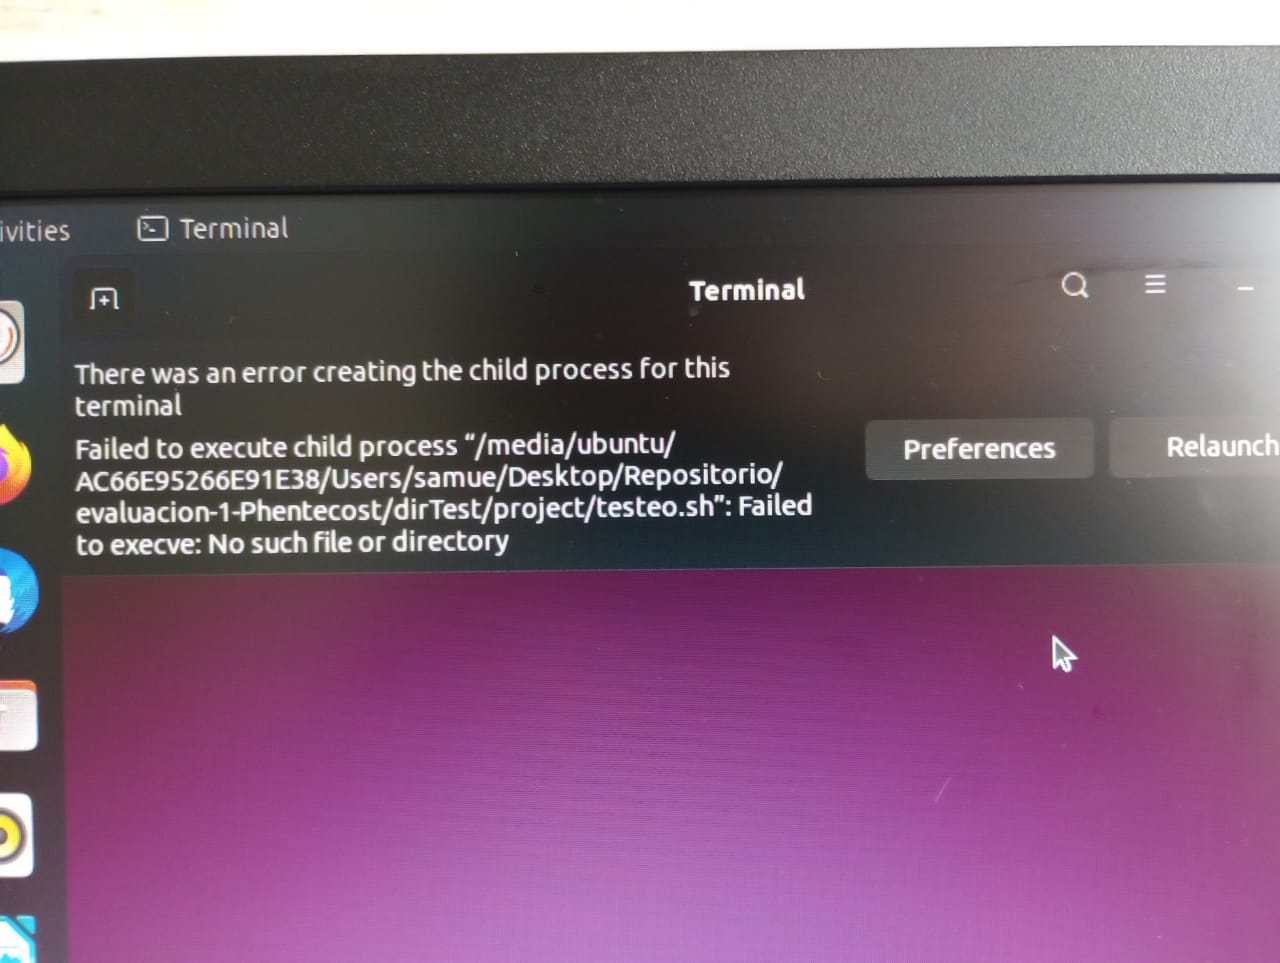 ivities
Terminal
Terminal
There was an error creating the child process for this
terminal
Failed to execute child process “/media/ubuntu/
AC66E95266E91E38/Users/samue/Desktop/Repositorio/
evaluacion-1-Phentecost/dirTest/project/testeo.sh”: Failed
to execve: No such file or directory
Preferences
Relaunch